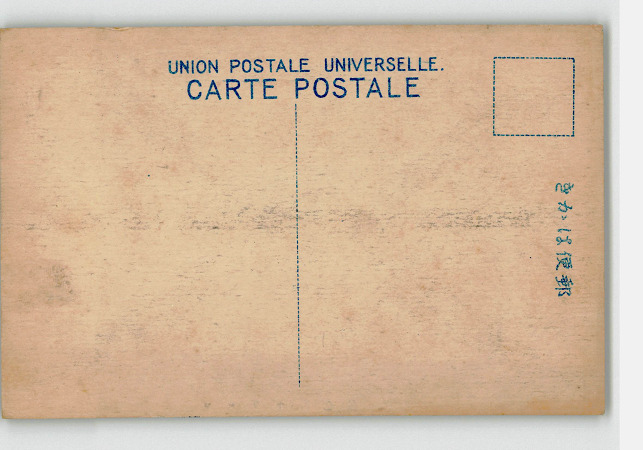 UNION POSTALE UNIVERSELLE.
CARTE POSTALE
郵便はがき